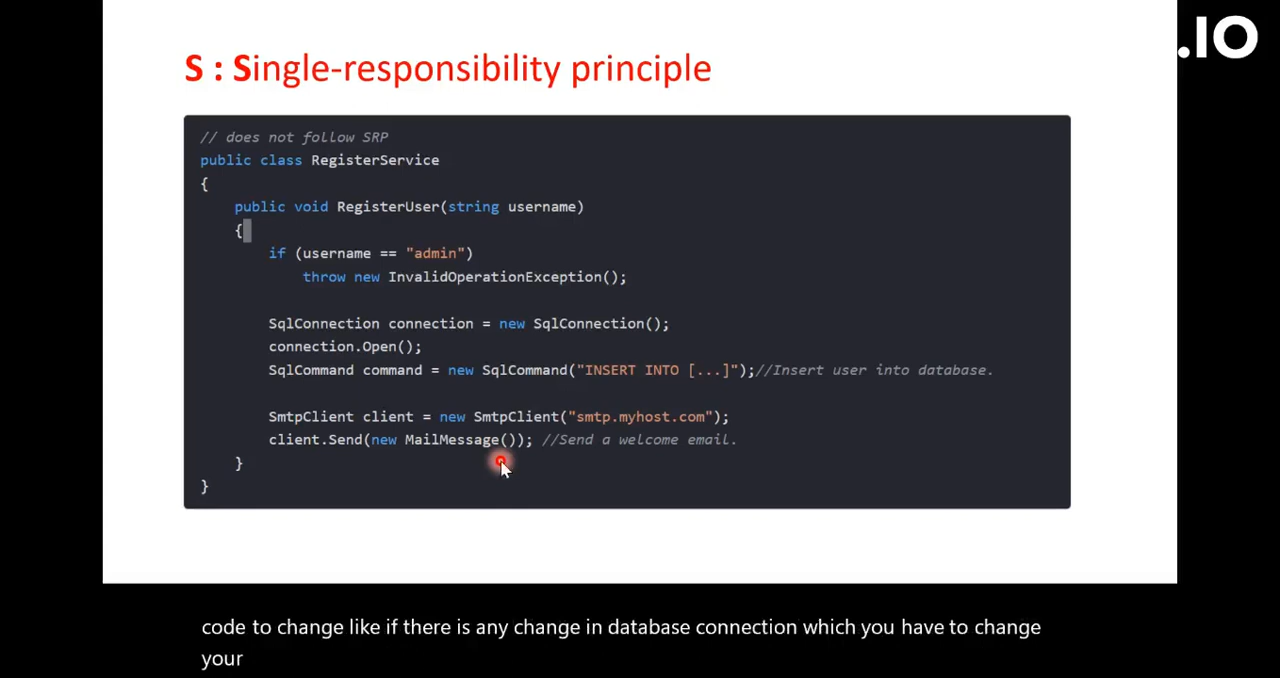 .IO
S : Single-responsibility principle
// does not follow SRP
public class RegisterService
{
public void RegisterUser(string username)
{
if (username == "admin")
throw new InvalidOperationException();
SqlConnection connection = new SqlConnection();
connection.Open();
SqlCommand command = new SqlCommand("INSERT INTO [...]");//Insert user into database.
SmtpClient client = new SmtpClient("smtp.myhost.com");
client.Send(new MailMessage()); //Send a welcome email.
}
}
code to change like if there is any change in database connection which you have to change
your